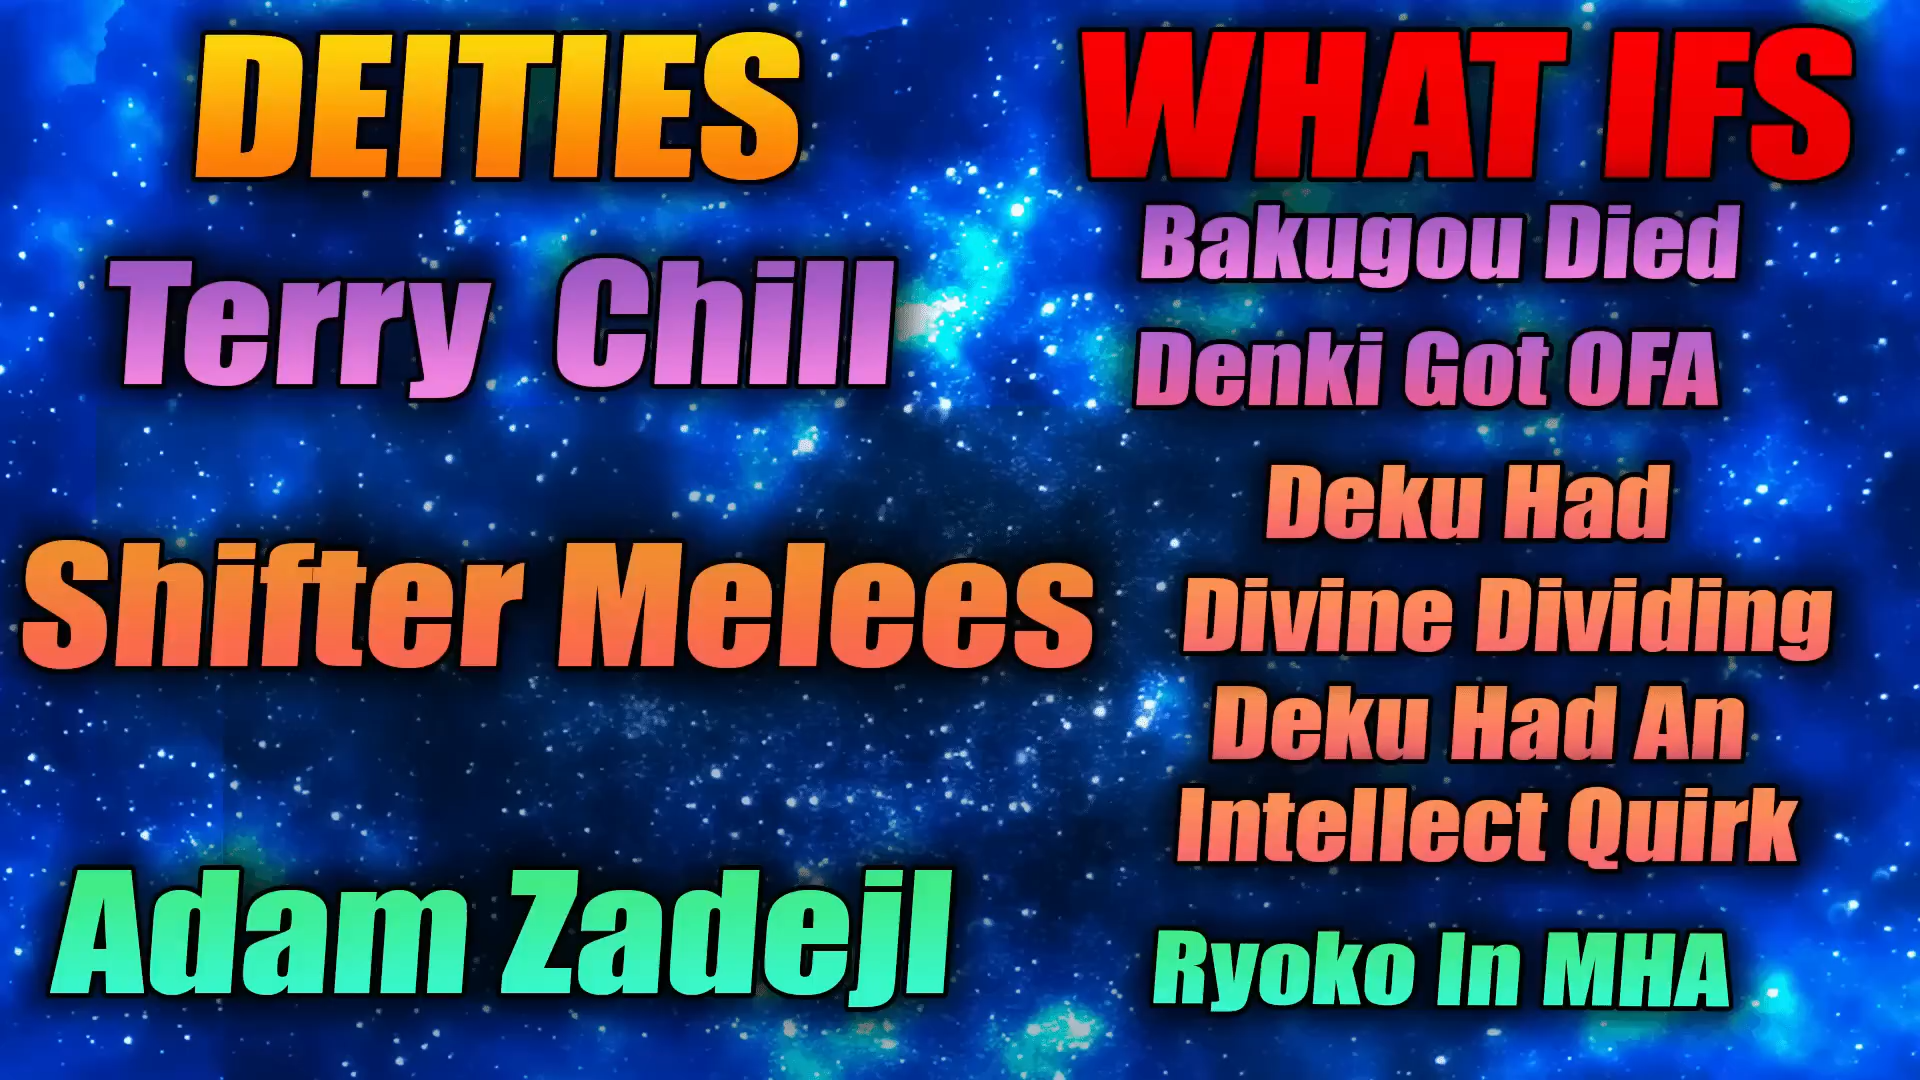 DEITIES
Terry Chill
Shifter Melees
Adam Zadejl
WHAT IFS
Bakugou Died
Denki Got OFA
Deku Had
Divine Dividing
Deku Had An
Intellect Quirk
Ryoko In MHA